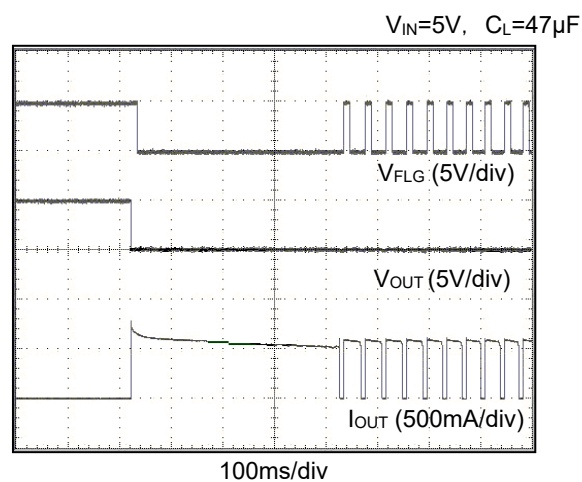 VIN=5V, CL=47µF
VFLG (5V/div)
VOUT (5V/div)
IOUT (500mA/div)
100ms/div